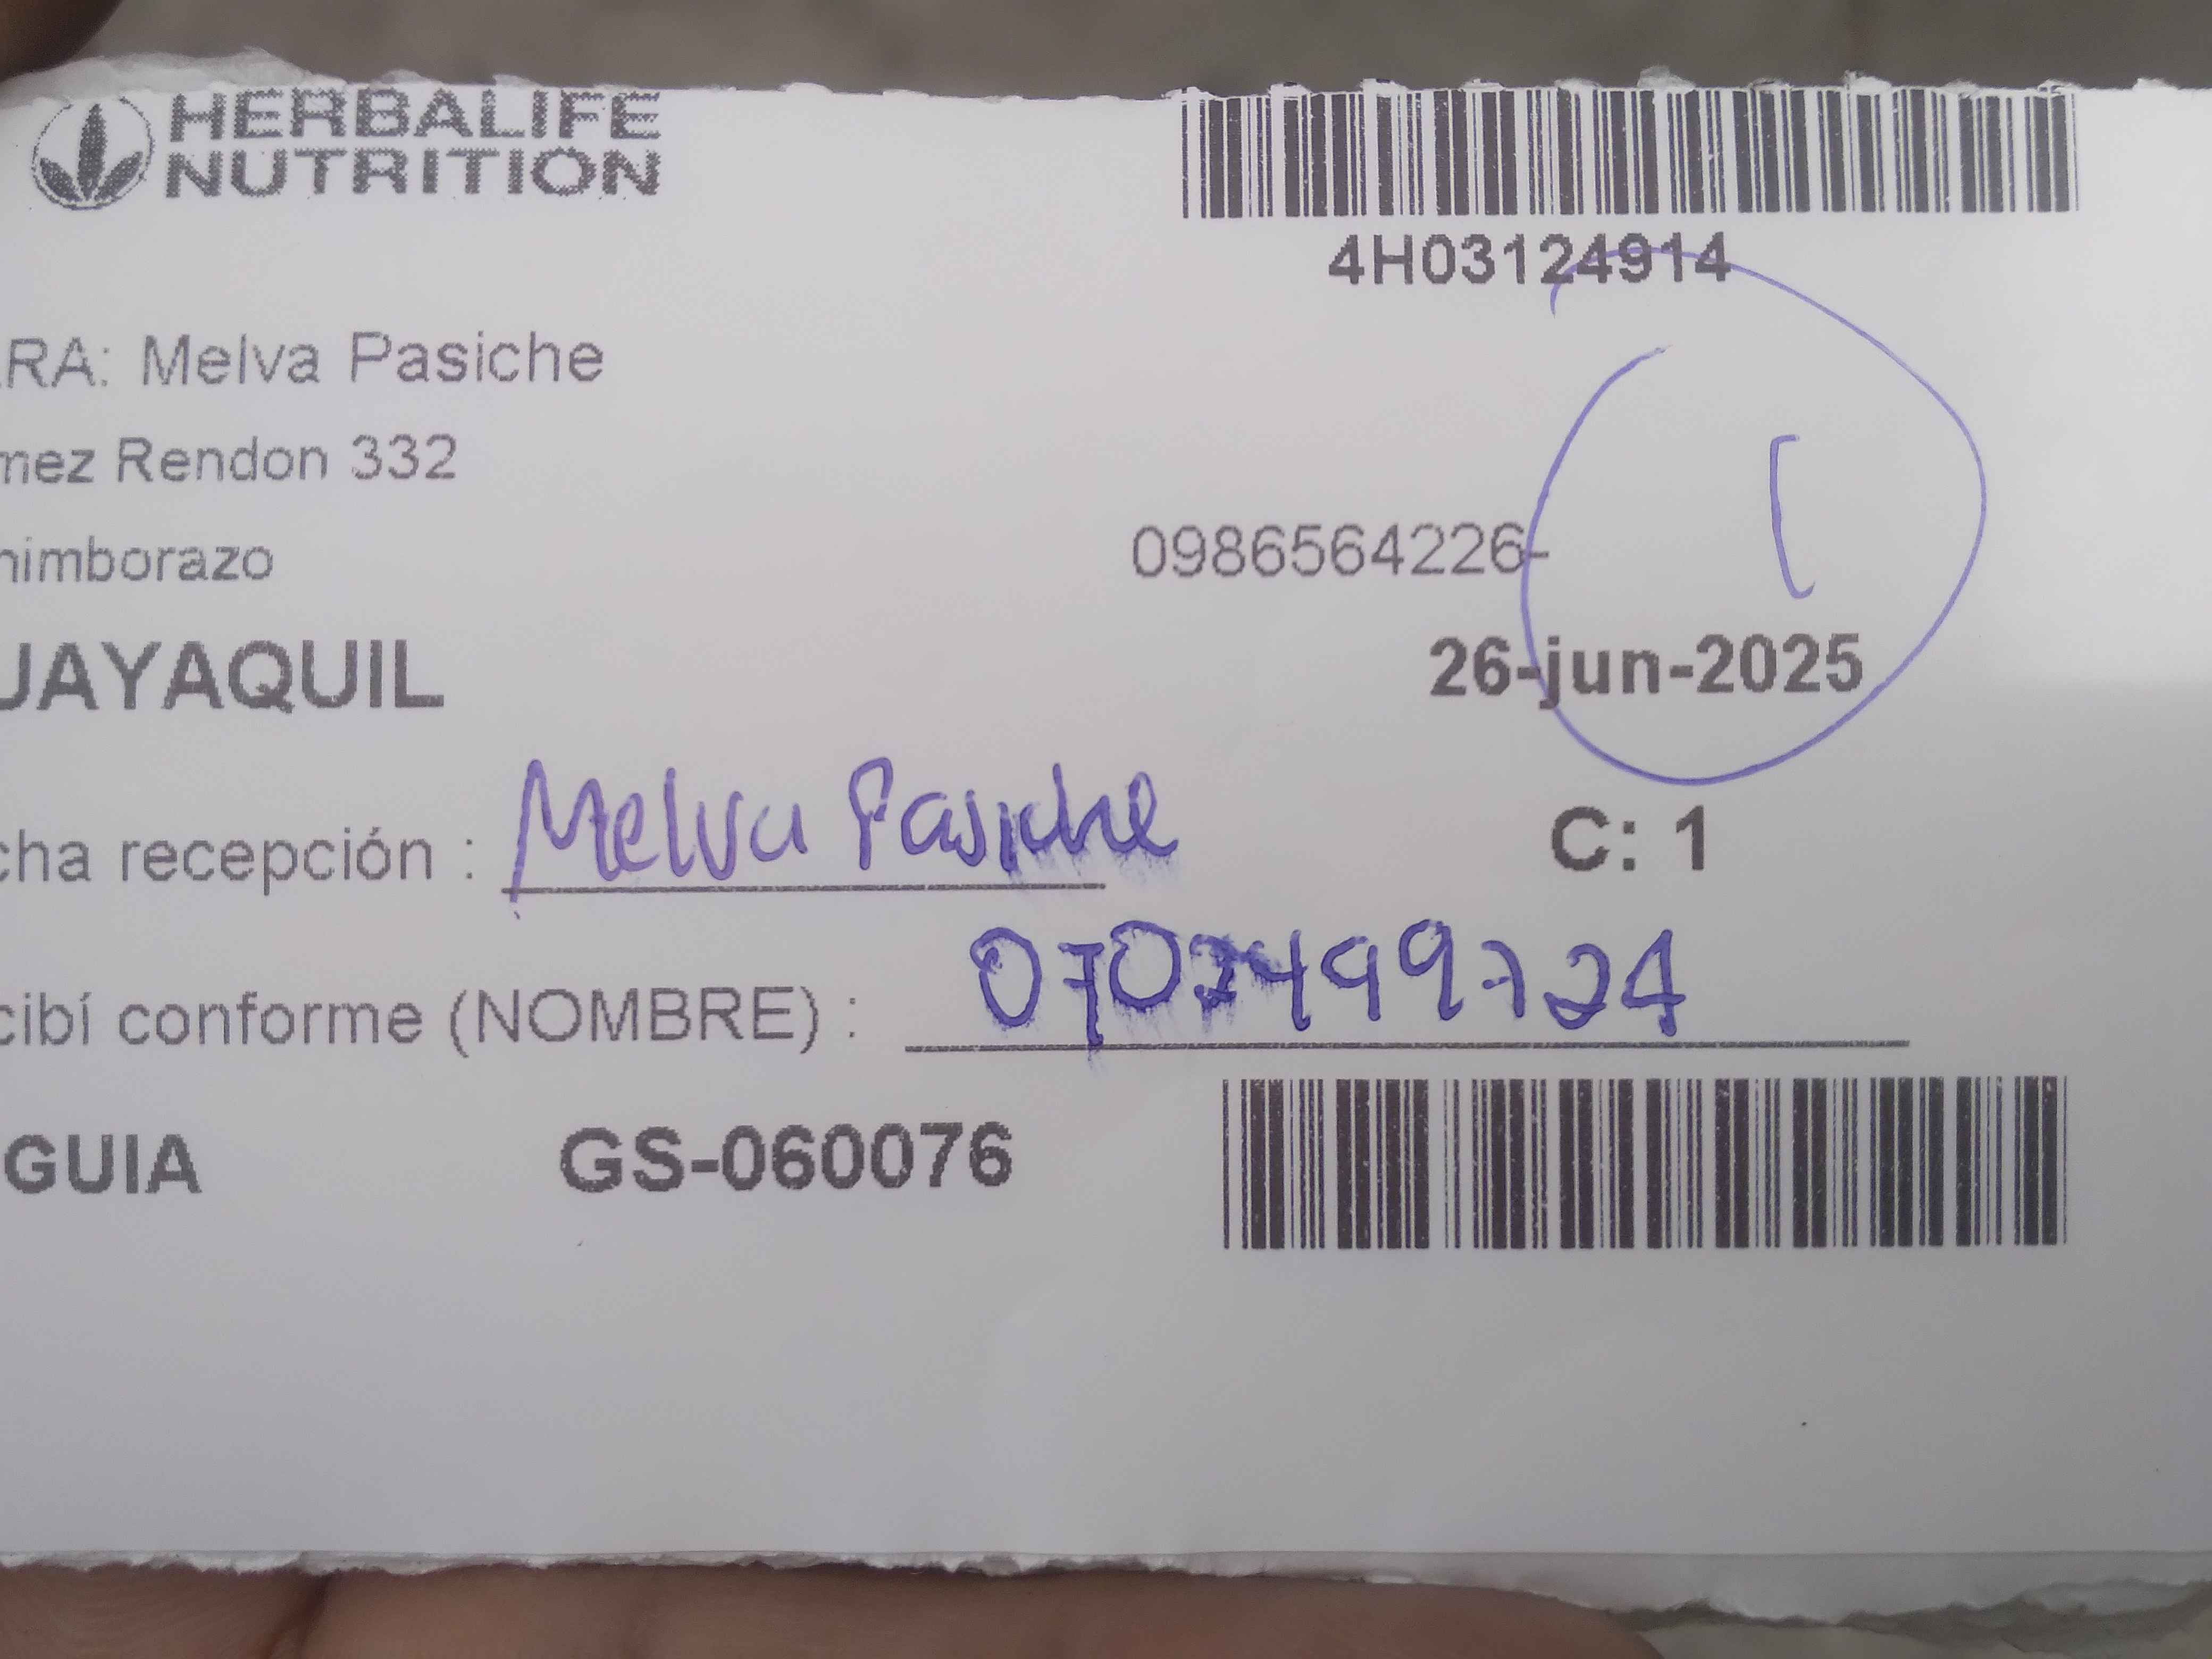 HERBALIFE
NUTRITION
4H03124914
RA: Melva Pasiche
mez Rendon 332
himborazo
0986564226-
UAYAQUIL
26-jun-2025
cha recepción : Melva Pasiche
C: 1
cibí conforme (NOMBRE) :
GUIA GS-060076